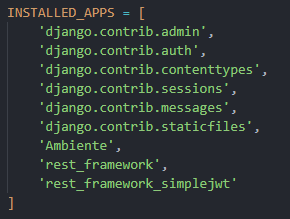 INSTALLED_APPS = [
    'django.contrib.admin',
    'django.contrib.auth',
    'django.contrib.contenttypes',
    'django.contrib.sessions',
    'django.contrib.messages',
    'django.contrib.staticfiles',
    'Ambiente',
    'rest_framework',
    'rest_framework_simplejwt'
]